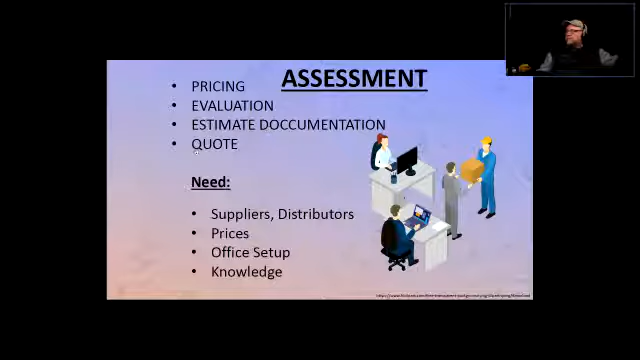 ASSESSMENT
• PRICING
• EVALUATION
• ESTIMATE DOCCUMENTATION
• QUOTE
Need:
• Suppliers, Distributors
• Prices
• Office Setup
• Knowledge